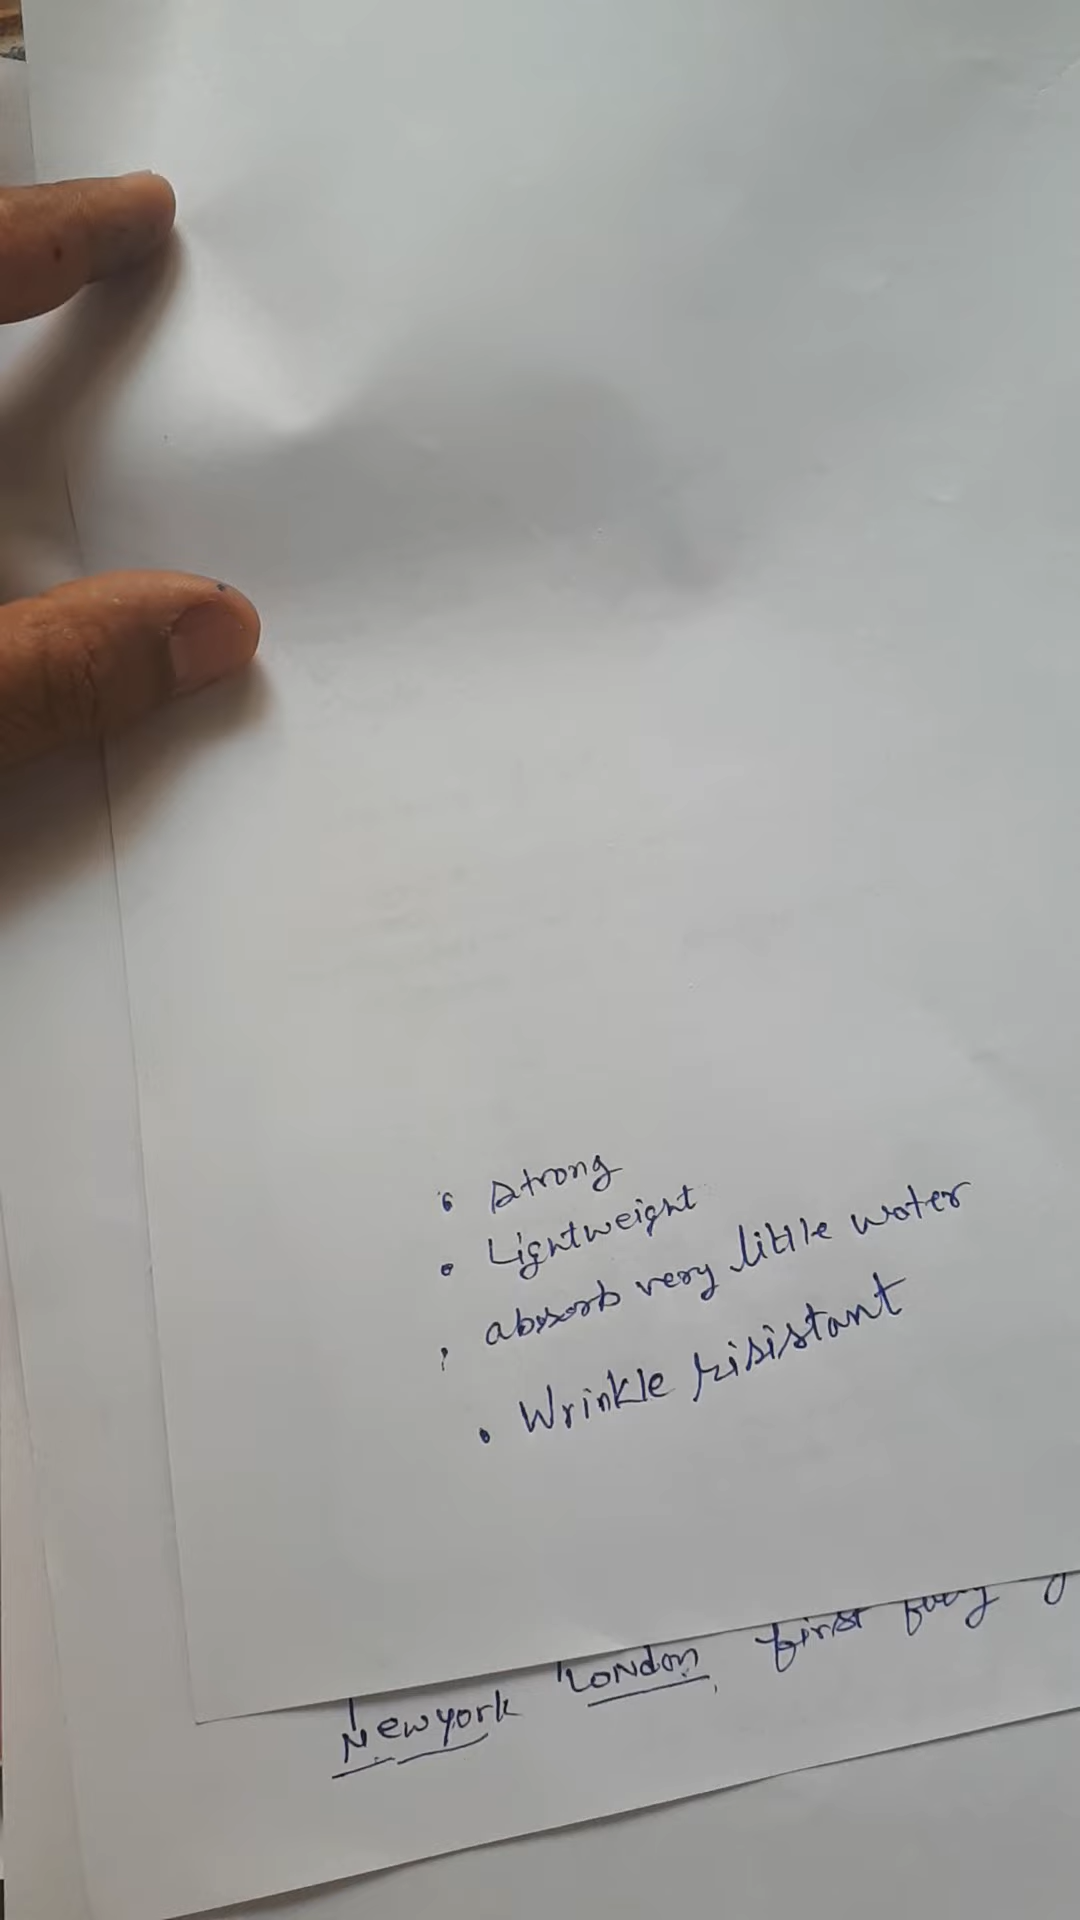 • strong
• Lightweight
• absorb very little water
• Wrinkle risistant
Newyork London first